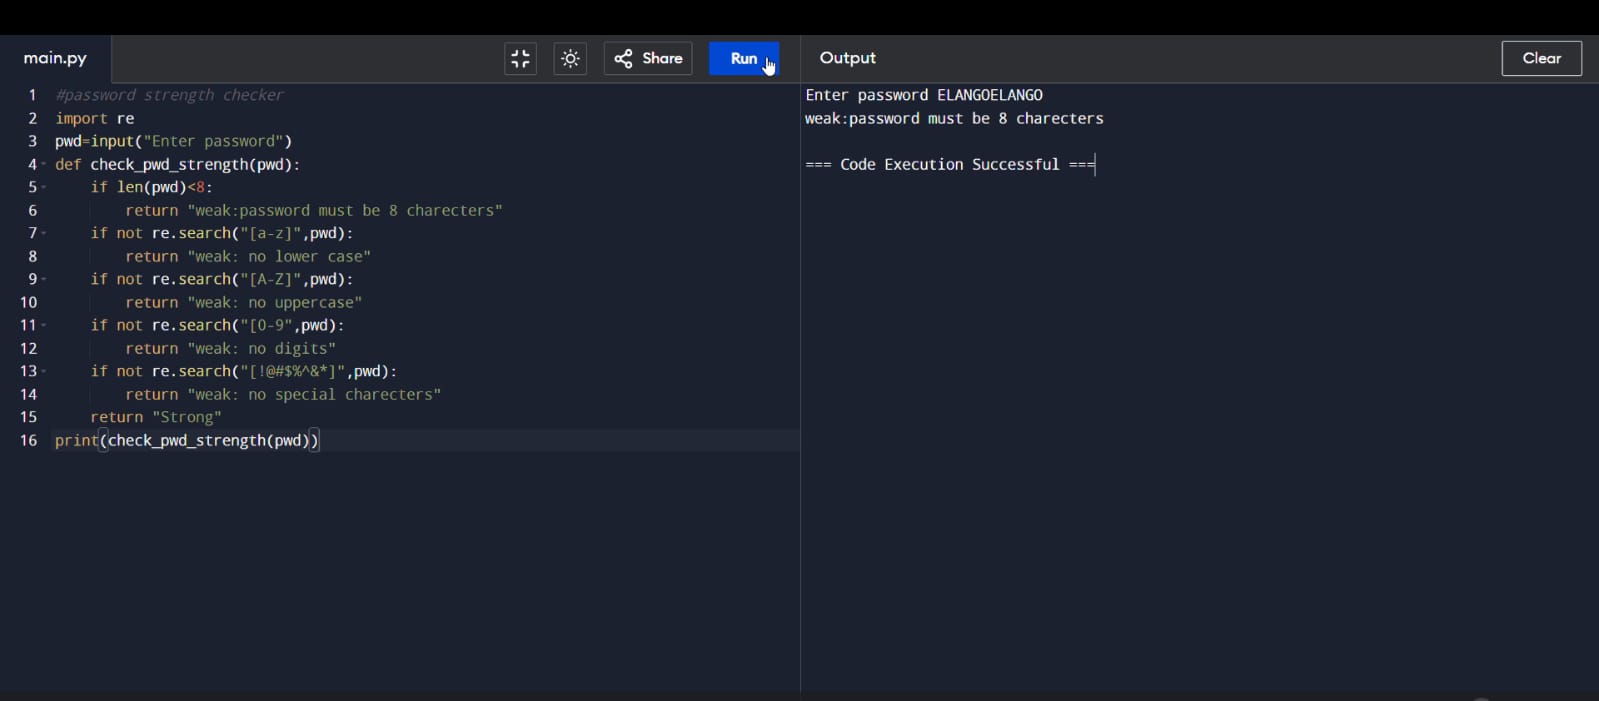 main.py
Share
Run
Output
Clear
1 #password strength checker
2 import re
3 pwd=input("Enter password")
4 def check_pwd_strength(pwd):
5 if len(pwd)<8:
6 return "weak:password must be 8 charecters"
7 if not re.search("[a-z]",pwd):
8 return "weak: no lower case"
9 if not re.search("[A-Z]",pwd):
10 return "weak: no uppercase"
11 if not re.search("[0-9",pwd):
12 return "weak: no digits"
13 if not re.search("[!@#$%^&*]",pwd):
14 return "weak: no special charecters"
15 return "Strong"
16 print(check_pwd_strength(pwd))
Enter password ELANGOELANGO
weak:password must be 8 charecters
=== Code Execution Successful ===